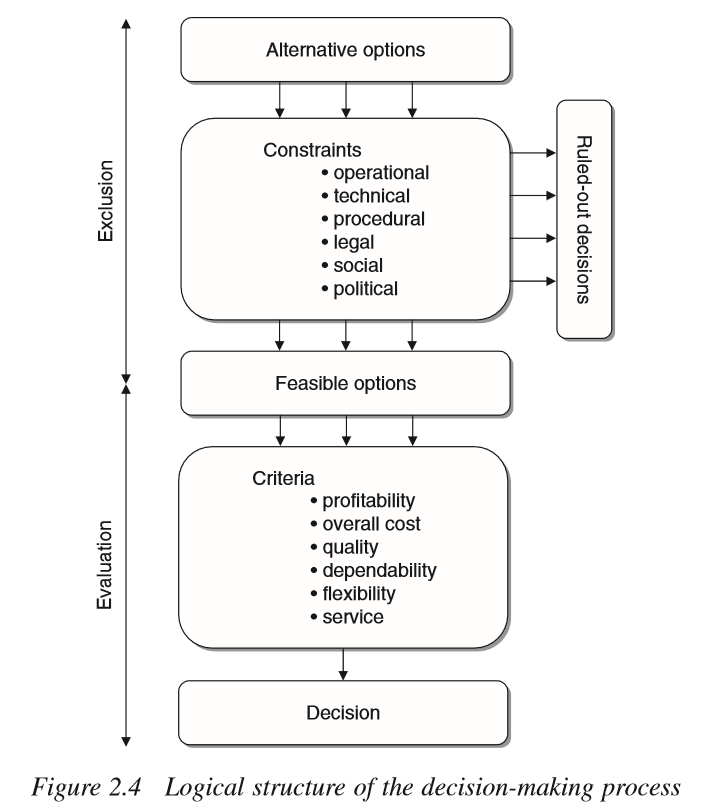 Alternative options
Exclusion
Constraints
• operational
• technical
• procedural
• legal
• social
• political
Ruled-out decisions
Feasible options
Evaluation
Criteria
• profitability
• overall cost
• quality
• dependability
• flexibility
• service
Decision
Figure 2.4 Logical structure of the decision-making process